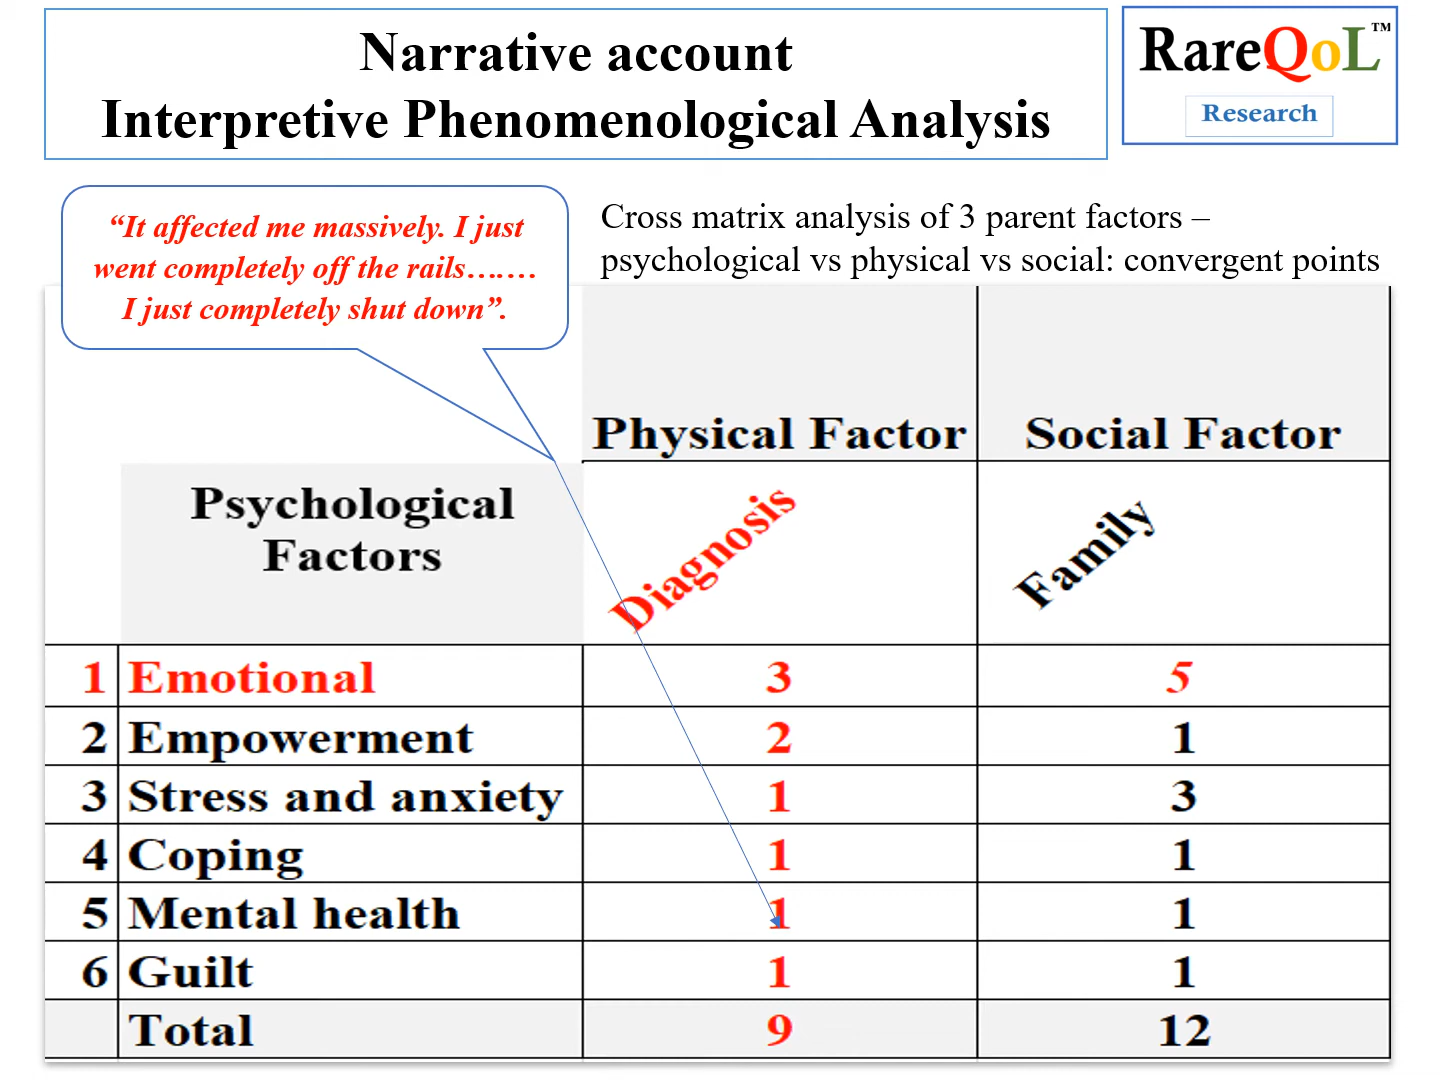 Narrative account
Interpretive Phenomenological Analysis
RareQoL™
Research
“It affected me massively. I just
went completely off the rails…….
I just completely shut down”.
Cross matrix analysis of 3 parent factors –
psychological vs physical vs social: convergent points
Physical Factor Social Factor
Psychological
Factors
Diagnosis Family
1 Emotional 3 5
2 Empowerment 2 1
3 Stress and anxiety 1 3
4 Coping 1 1
5 Mental health 1 1
6 Guilt 1 1
Total 9 12